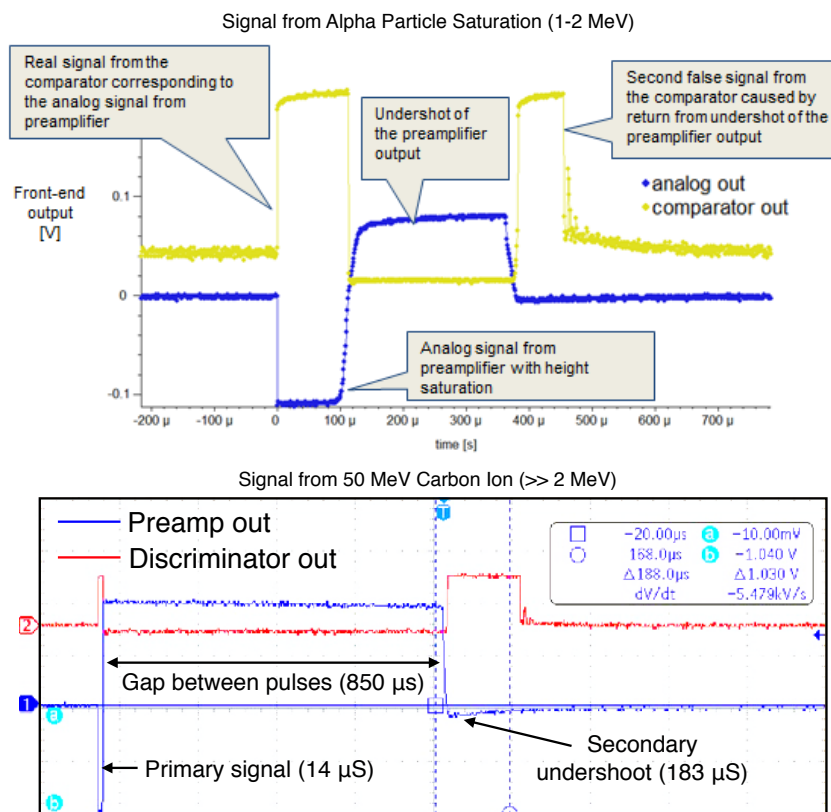 Signal from Alpha Particle Saturation (1-2 MeV)
Real signal from the
comparator corresponding to
the analog signal from
preamplifier
Undershot of
the preamplifier
output
Second false signal from
the comparator caused by
return from undershot of the
preamplifier output
Front-end
output
[V]
0.1
0
-0.1
analog out
comparator out
Analog signal from
preamplifier with height
saturation
-200 µ
-100 µ
0
100 µ
200 µ
300 µ
400 µ
500 µ
600 µ
700 µ
time [s]
Signal from 50 MeV Carbon Ion (>> 2 MeV)
Preamp out
Discriminator out
T
-20.00µs a -10.00mV
168.0µs b -1.040 V
Δ188.0µs Δ1.030 V
dV/dt -5.479kV/s
2
Gap between pulses (850 µs)
1
a
Primary signal (14 µS)
Secondary
undershoot (183 µS)
b